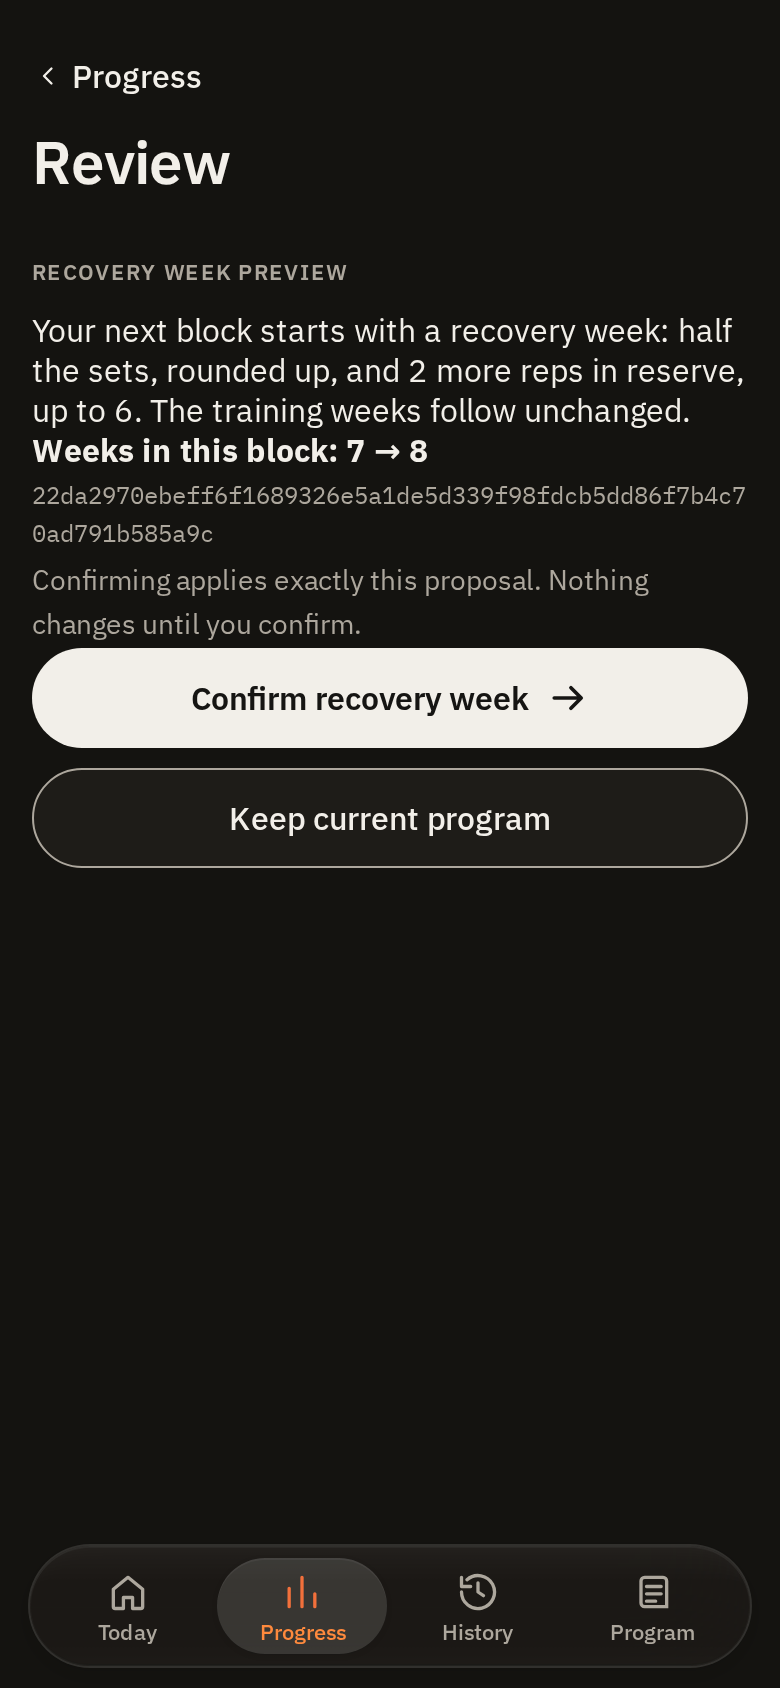 Progress
Review
RECOVERY WEEK PREVIEW
Your next block starts with a recovery week: half
the sets, rounded up, and 2 more reps in reserve,
up to 6. The training weeks follow unchanged.
Weeks in this block: 7 → 8
22da2970ebeff6f1689326e5a1de5d339f98fdcb5dd86f7b4c7
0ad791b585a9c
Confirming applies exactly this proposal. Nothing
changes until you confirm.
Confirm recovery week →
Keep current program
Today
Progress
History
Program